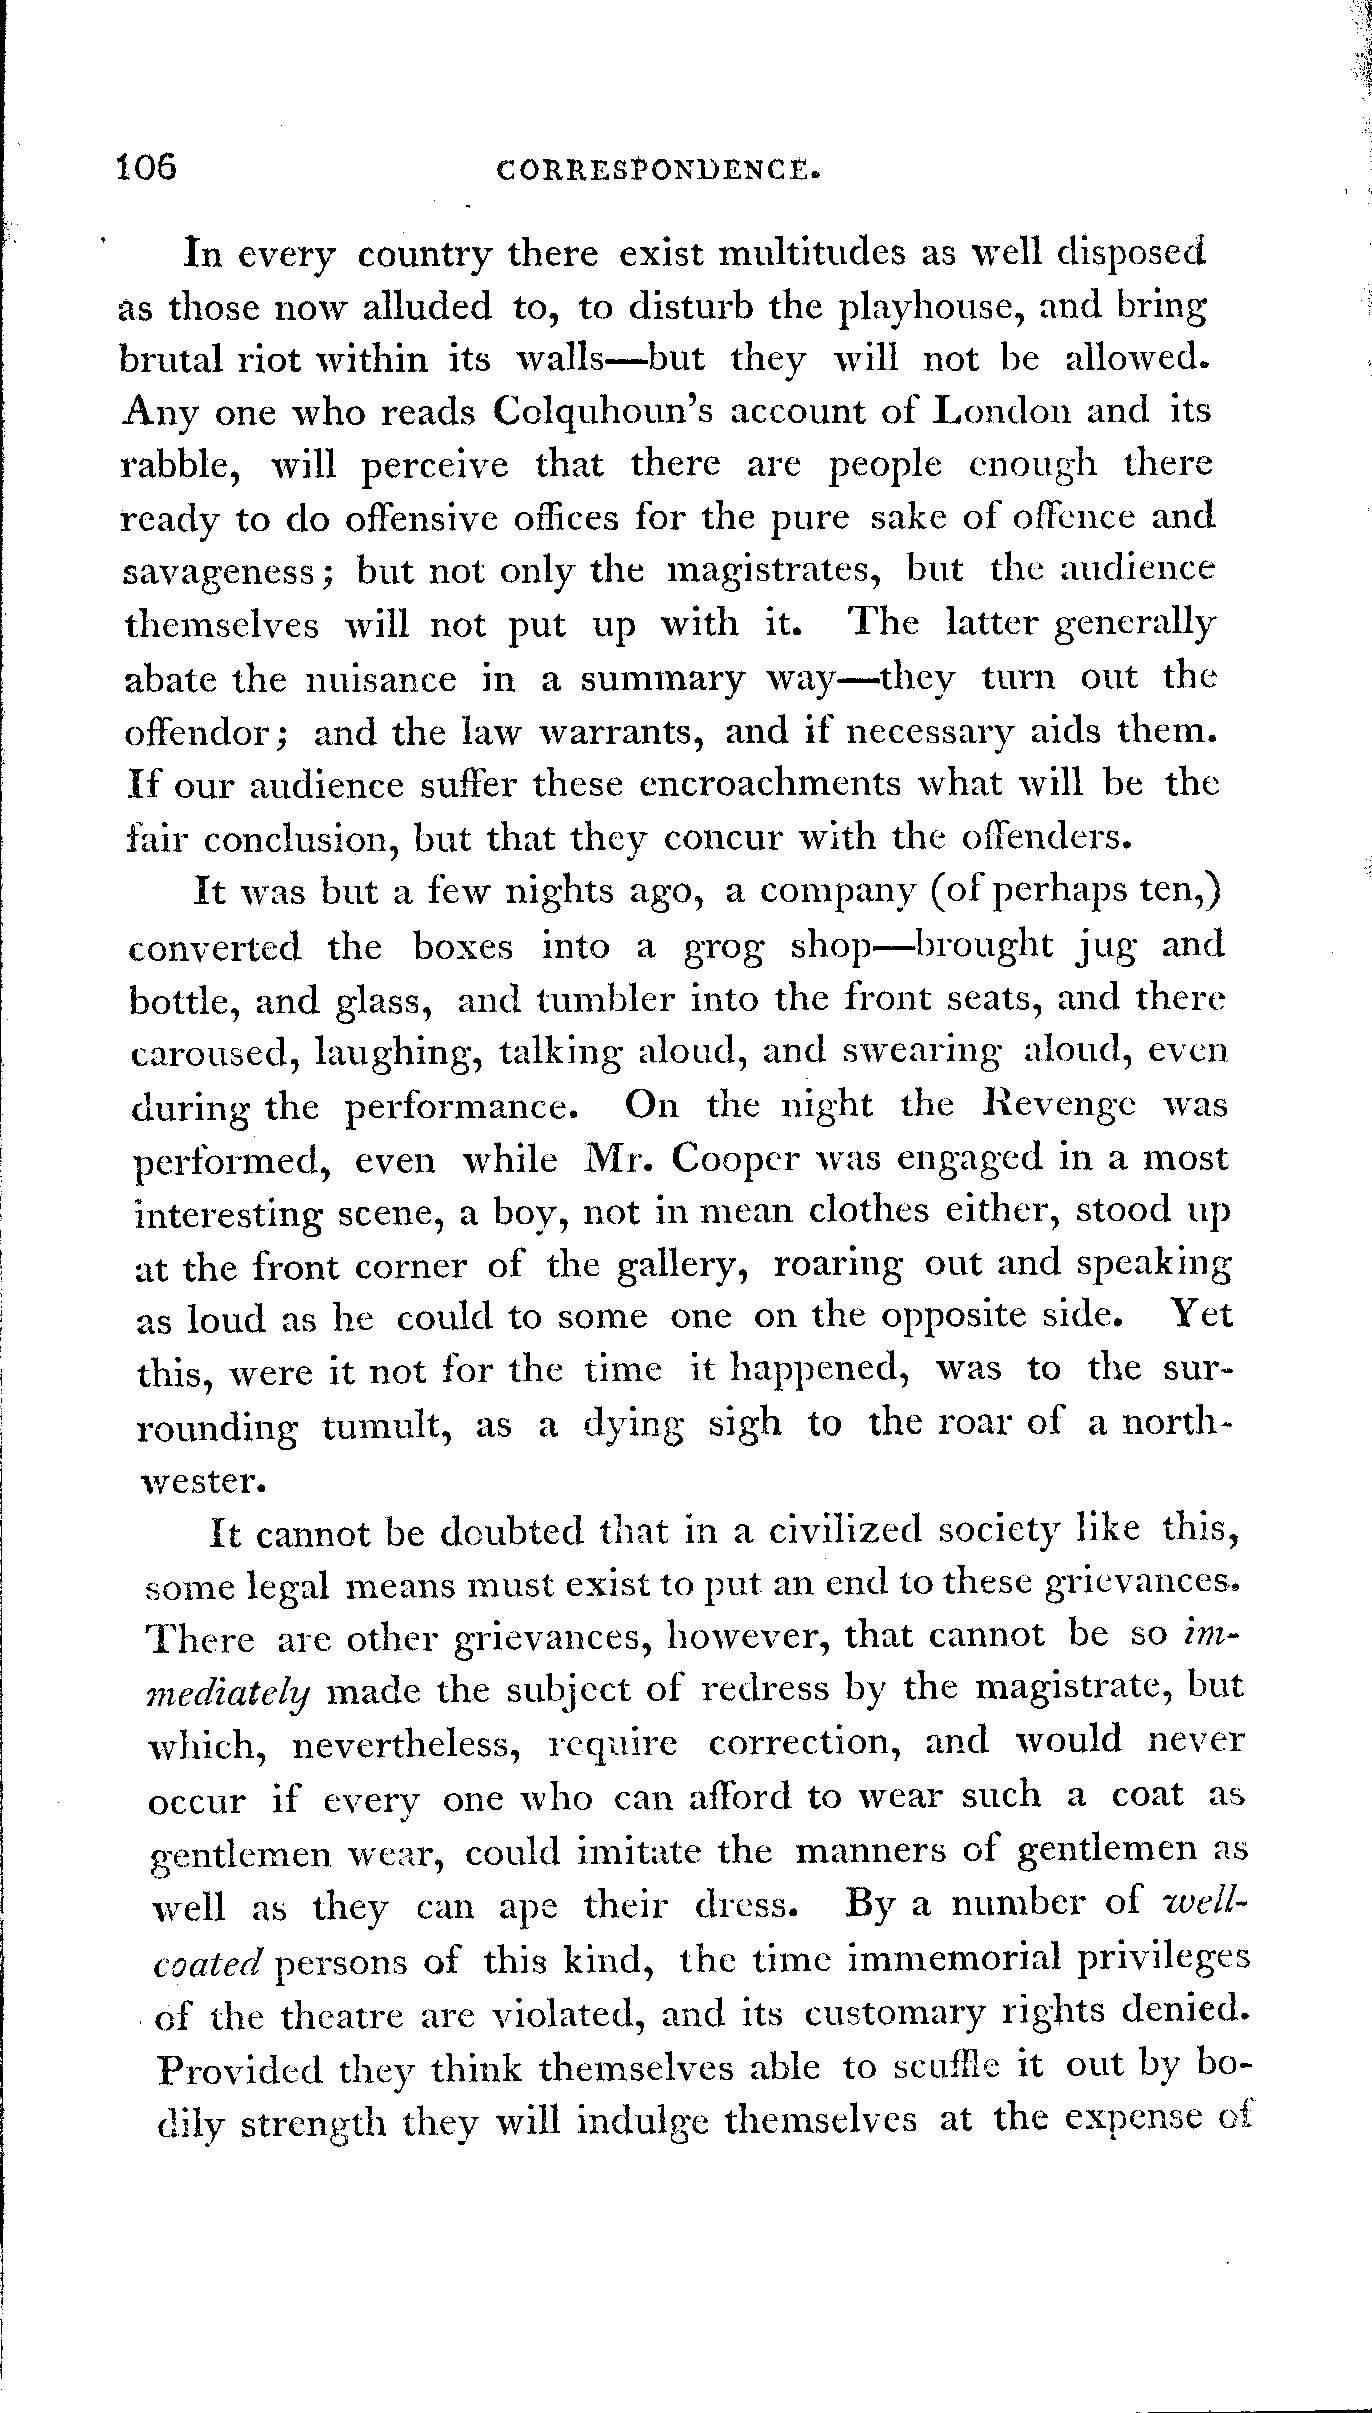 106 CORRESPONDENCE.
In every country there exist multitudes as well disposed
as those now alluded to, to disturb the playhouse, and bring
brutal riot within its walls—but they will not be allowed.
Any one who reads Colquhoun's account of London and its
rabble, will perceive that there are people enough there
ready to do offensive offices for the pure sake of offence and
savageness; but not only the magistrates, but the audience
themselves will not put up with it. The latter generally
abate the nuisance in a summary way—they turn out the
offendor; and the law warrants, and if necessary aids them.
If our audience suffer these encroachments what will be the
fair conclusion, but that they concur with the offenders.
It was but a few nights ago, a company (of perhaps ten,)
converted the boxes into a grog shop—brought jug and
bottle, and glass, and tumbler into the front seats, and there
caroused, laughing, talking aloud, and swearing aloud, even
during the performance. On the night the Revenge was
performed, even while Mr. Cooper was engaged in a most
interesting scene, a boy, not in mean clothes either, stood up
at the front corner of the gallery, roaring out and speaking
as loud as he could to some one on the opposite side. Yet
this, were it not for the time it happened, was to the sur-
rounding tumult, as a dying sigh to the roar of a north-
wester.
It cannot be doubted that in a civilized society like this,
some legal means must exist to put an end to these grievances.
There are other grievances, however, that cannot be so im-
mediately made the subject of redress by the magistrate, but
which, nevertheless, require correction, and would never
occur if every one who can afford to wear such a coat as
gentlemen wear, could imitate the manners of gentlemen as
well as they can ape their dress. By a number of well-
coated persons of this kind, the time immemorial privileges
of the theatre are violated, and its customary rights denied.
Provided they think themselves able to scuffle it out by bo-
dily strength they will indulge themselves at the expense of